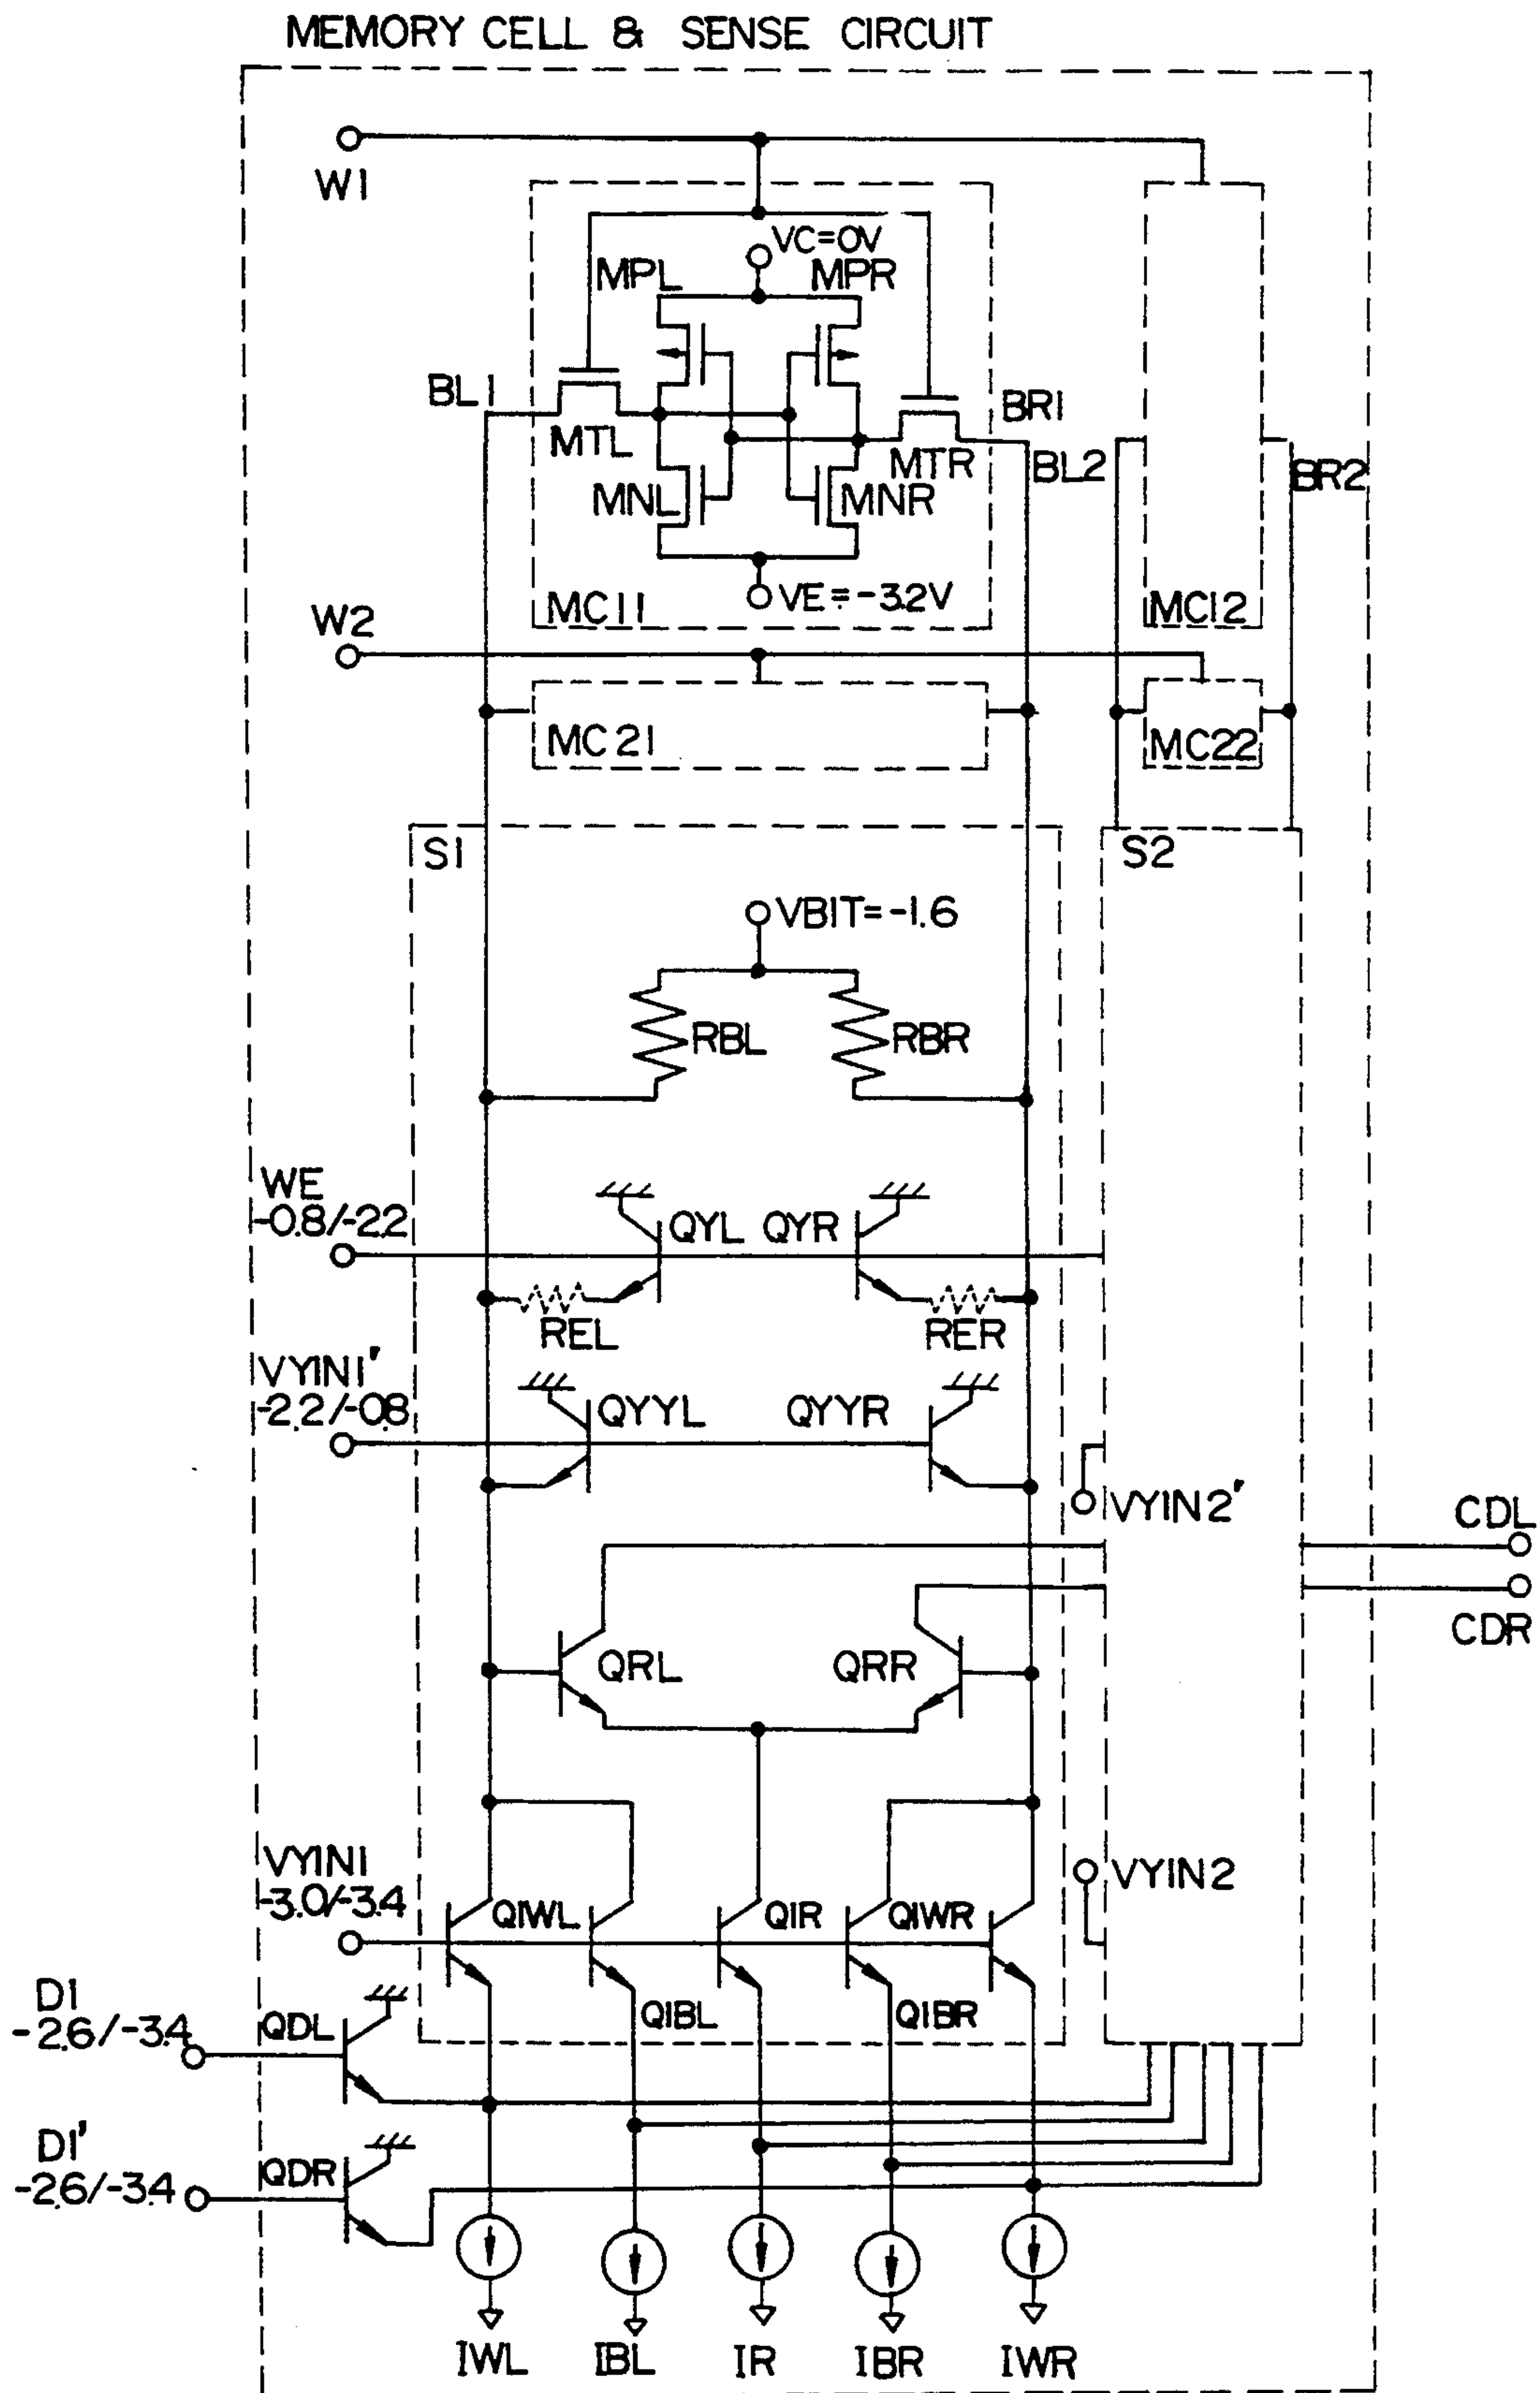 MEMORY CELL & SENSE CIRCUIT
W1
VC=0V
MPL
MPR
BL1
MTL
MTR
BR1
BL2
BR2
MNL
MNR
VE=-3.2V
MC11
MC12
W2
MC21
MC22
S1
S2
VBIT=-1.6
RBL
RBR
WE
-0.8/-2.2
QYL
QYR
REL
RER
VYIN1'
-2.2/-0.8
QYYL
QYYR
VYIN2'
CDL
CDR
QRL
QRR
VYIN1
-3.0/-3.4
VYIN2
QIWL
QIR
QIWR
QIBL
QIBR
D1
-2.6/-3.4
QDL
D1'
-2.6/-3.4
QDR
IWL
IBL
IR
IBR
IWR